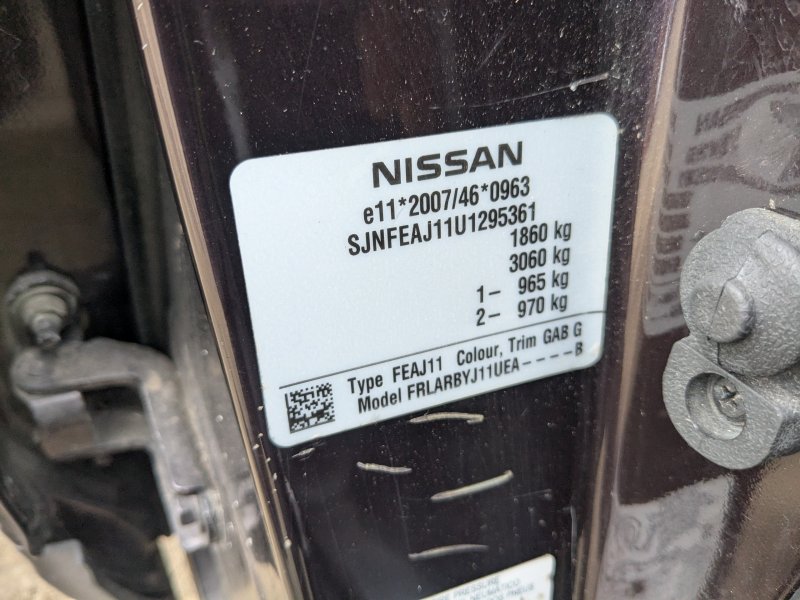 NISSAN
e11*2007/46*0963
SJNFEAJ11U1295361
1860 kg
3060 kg
1– 965 kg
2– 970 kg
Type FEAJ11 Colour, Trim GAB G
Model FRLARBYJ11UEA----B
PRESSURE